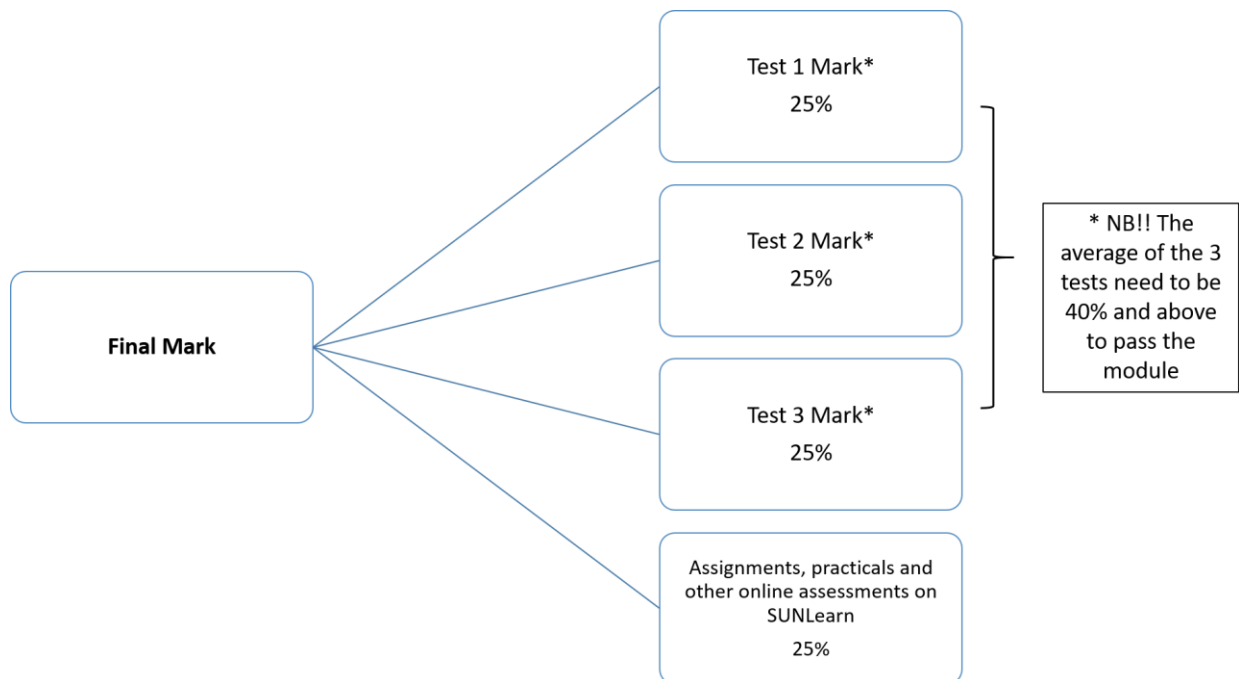 Test 1 Mark*
25%
Test 2 Mark*
25%
Final Mark
Test 3 Mark*
25%
Assignments, practicals and
other online assessments on
SUNLearn
25%
* NB!! The
average of the 3
tests need to be
40% and above
to pass the
module